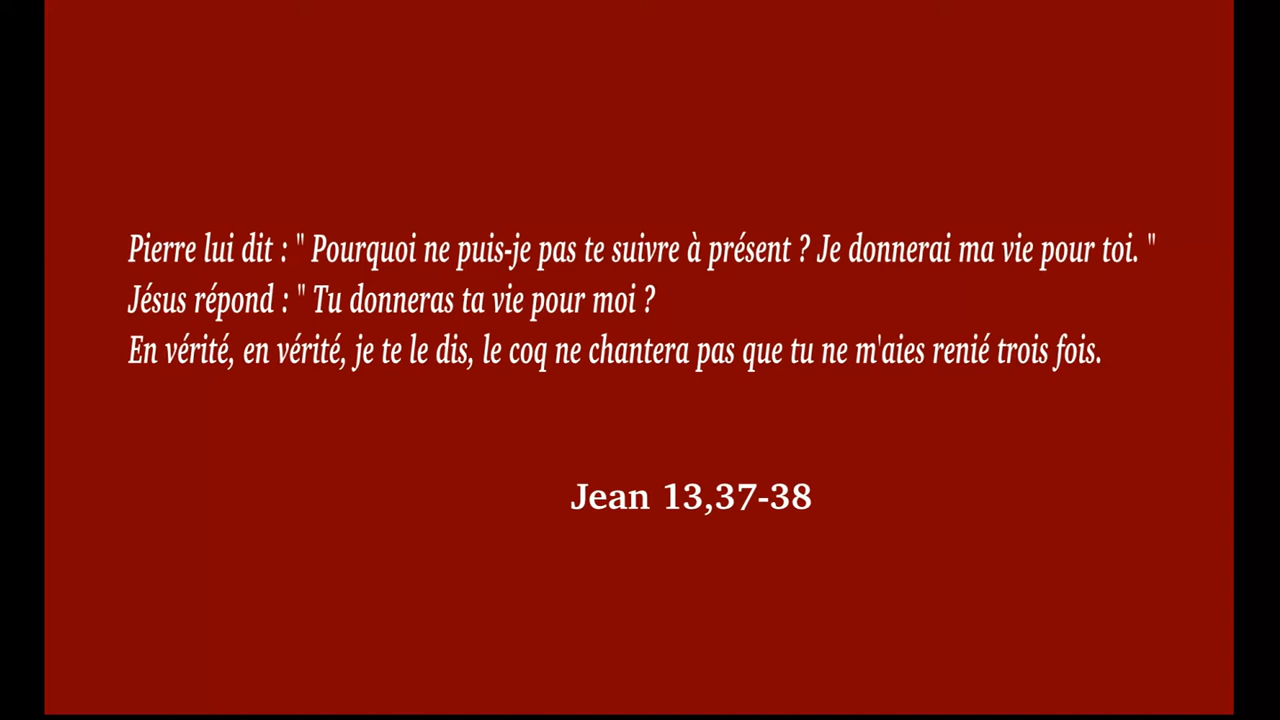 Pierre lui dit : " Pourquoi ne puis-je pas te suivre à présent ? Je donnerai ma vie pour toi. "
Jésus répond : " Tu donneras ta vie pour moi ?
En vérité, en vérité, je te le dis, le coq ne chantera pas que tu ne m'aies renié trois fois.
Jean 13,37-38